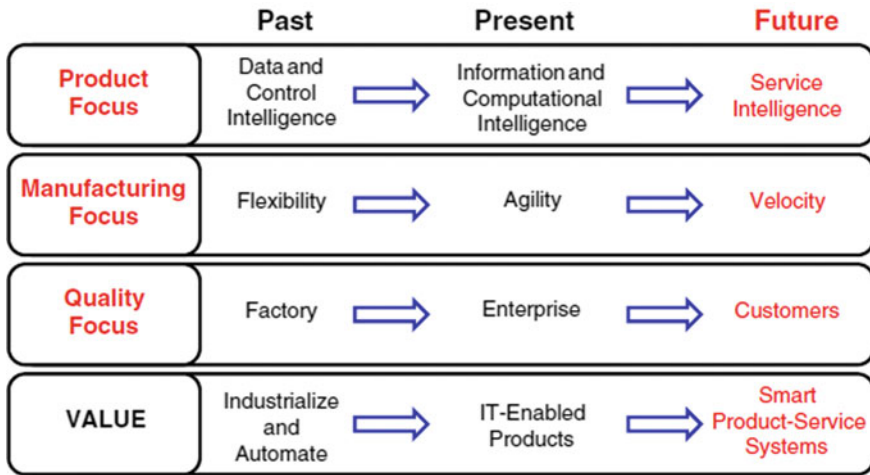 Past Present Future
Product
Focus
Data and
Control
Intelligence
Information and
Computational
Intelligence
Service
Intelligence
Manufacturing
Focus
Flexibility
Agility
Velocity
Quality
Focus
Factory
Enterprise
Customers
VALUE
Industrialize
and
Automate
IT-Enabled
Products
Smart
Product-Service
Systems